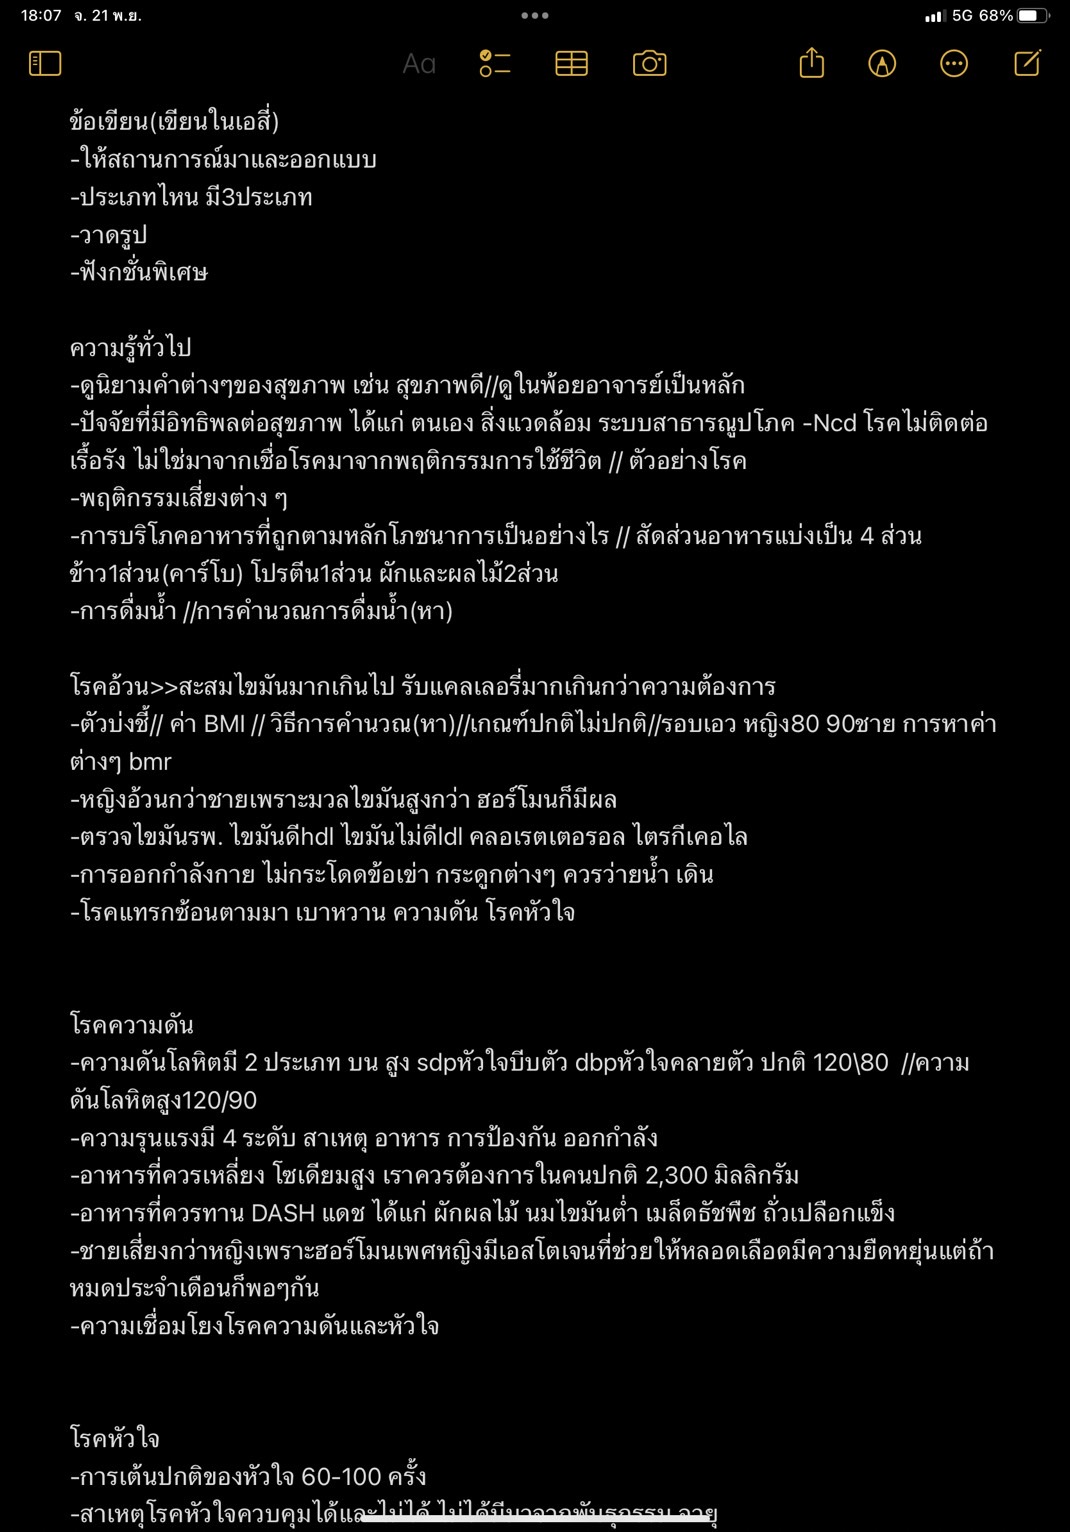 18:07 จ. 21 พ.ย.
5G 68%
Aa
ข้อเขียน(เขียนในเอสี่)
-ให้สถานการณ์มาและออกแบบ
-ประเภทไหน มี3ประเภท
-วาดรูป
-ฟังกชั่นพิเศษ
ความรู้ทั่วไป
-ดูนิยามคำต่างๆของสุขภาพ เช่น สุขภาพดี//ดูในพ้อยอาจารย์เป็นหลัก
-ปัจจัยที่มีอิทธิพลต่อสุขภาพ ได้แก่ ตนเอง สิ่งแวดล้อม ระบบสาธารณูปโภค -Ncd โรคไม่ติดต่อ
เรื้อรัง ไม่ใช่มาจากเชื่อโรคมาจากพฤติกรรมการใช้ชีวิต // ตัวอย่างโรค
-พฤติกรรมเสี่ยงต่าง ๆ
-การบริโภคอาหารที่ถูกตามหลักโภชนาการเป็นอย่างไร // สัดส่วนอาหารแบ่งเป็น 4 ส่วน
ข้าว1ส่วน(คาร์โบ) โปรตีน1ส่วน ผักและผลไม้2ส่วน
-การดื่มน้ำ //การคำนวณการดื่มน้ำ(หา)
โรคอ้วน>>สะสมไขมันมากเกินไป รับแคลเลอรี่มากเกินกว่าความต้องการ
-ตัวบ่งชี้// ค่า BMI // วิธีการคำนวณ(หา)//เกณฑ์ปกติไม่ปกติ//รอบเอว หญิง80 90ชาย การหาค่า
ต่างๆ bmr
-หญิงอ้วนกว่าชายเพราะมวลไขมันสูงกว่า ฮอร์โมนก็มีผล
-ตรวจไขมันรพ. ไขมันดีhdl ไขมันไม่ดีldl คลอเรตเตอรอล ไตรกีเคอไล
-การออกกำลังกาย ไม่กระโดดข้อเข่า กระดูกต่างๆ ควรว่ายน้ำ เดิน
-โรคแทรกซ้อนตามมา เบาหวาน ความดัน โรคหัวใจ
โรคความดัน
-ความดันโลหิตมี 2 ประเภท บน สูง sdpหัวใจบีบตัว dbpหัวใจคลายตัว ปกติ 120\80 //ความ
ดันโลหิตสูง120/90
-ความรุนแรงมี 4 ระดับ สาเหตุ อาหาร การป้องกัน ออกกำลัง
-อาหารที่ควรเหลี่ยง โซเดียมสูง เราควรต้องการในคนปกติ 2,300 มิลลิกรัม
-อาหารที่ควรทาน DASH แดช ได้แก่ ผักผลไม้ นมไขมันต่ำ เมล็ดธัชพืช ถั่วเปลือกแข็ง
-ชายเสี่ยงกว่าหญิงเพราะฮอร์โมนเพศหญิงมีเอสโตเจนที่ช่วยให้หลอดเลือดมีความยืดหยุ่นแต่ถ้า
หมดประจำเดือนก็พอๆกัน
-ความเชื่อมโยงโรคความดันและหัวใจ
โรคหัวใจ
-การเต้นปกติของหัวใจ 60-100 ครั้ง
-สาเหตุโรคหัวใจควบคุมได้และไม่ได้ ไม่ได้มีมาจากพันธุกรรม อายุ